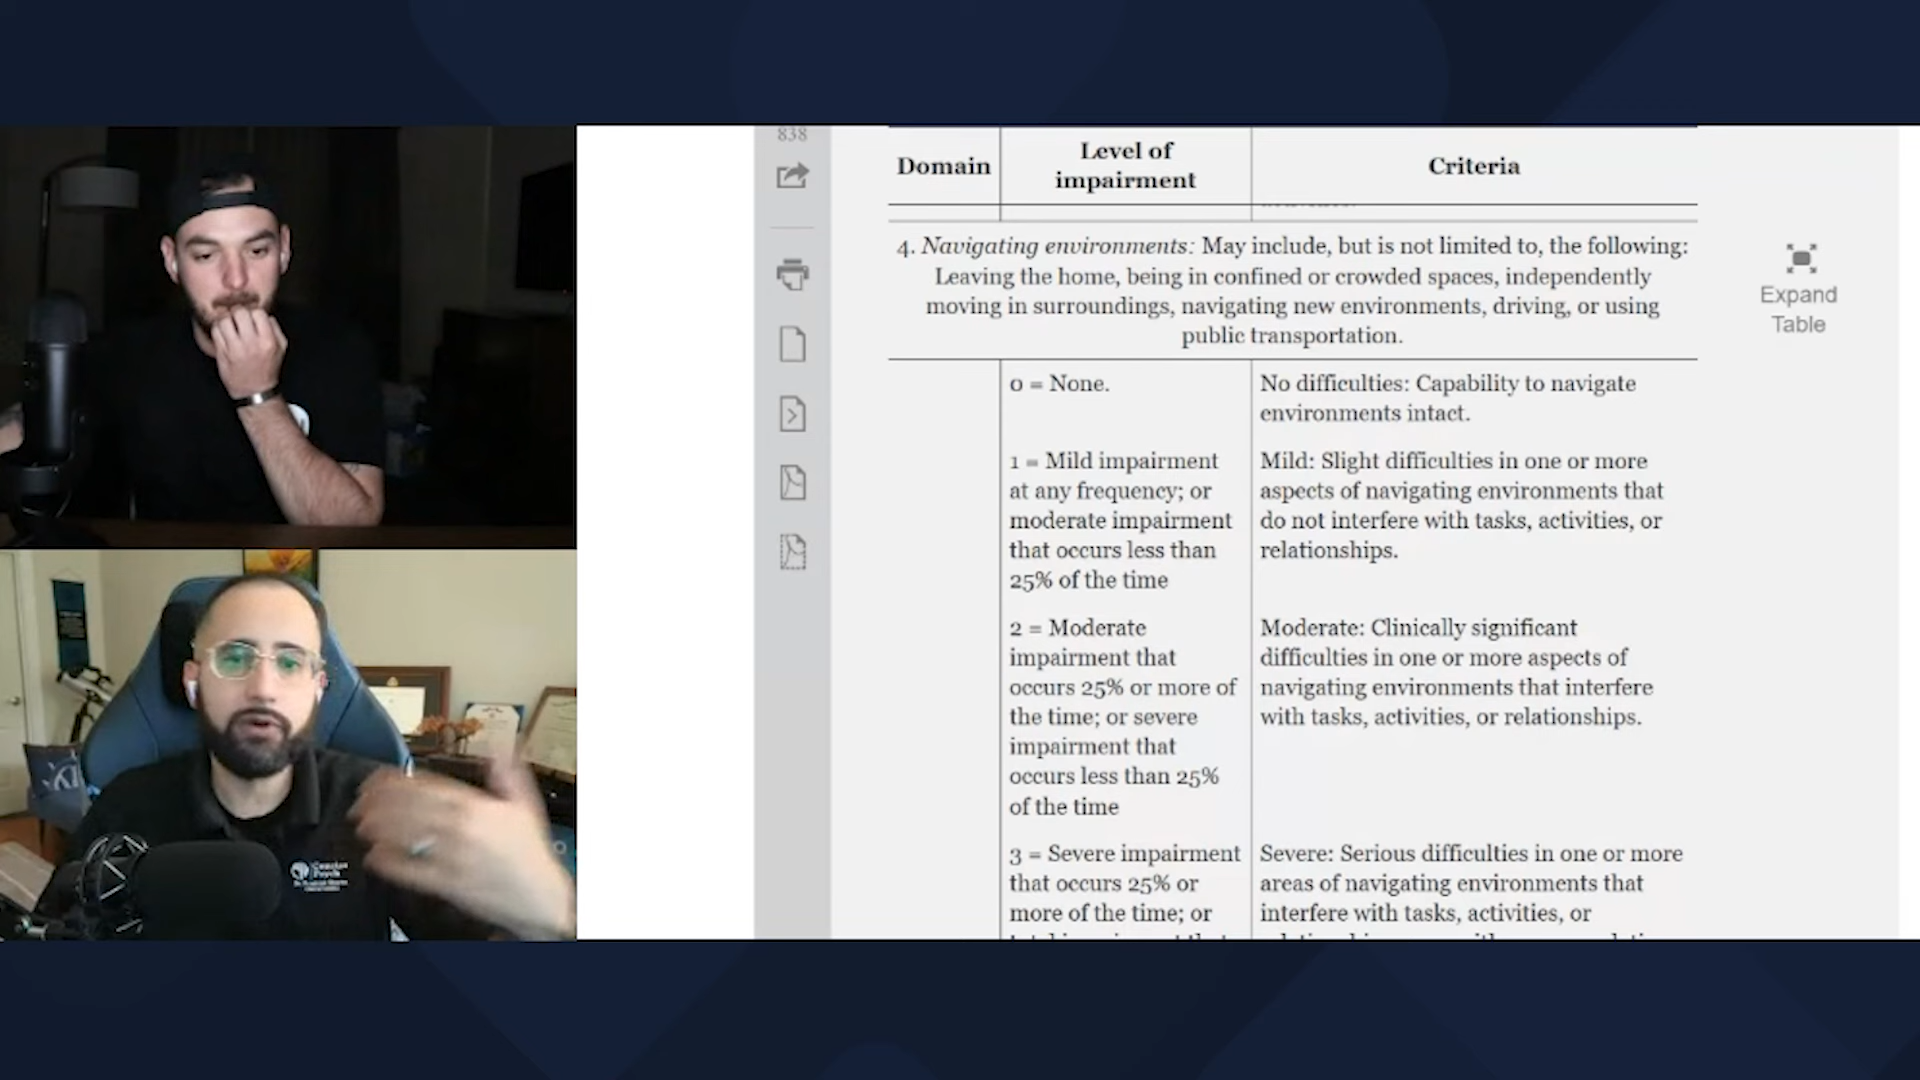 838
Domain
Level of
impairment
Criteria
4. Navigating environments: May include, but is not limited to, the following:
Leaving the home, being in confined or crowded spaces, independently
moving in surroundings, navigating new environments, driving, or using
public transportation.
Expand
Table
0 = None.
No difficulties: Capability to navigate
environments intact.
1 = Mild impairment
at any frequency; or
moderate impairment
that occurs less than
25% of the time
Mild: Slight difficulties in one or more
aspects of navigating environments that
do not interfere with tasks, activities, or
relationships.
2 = Moderate
impairment that
occurs 25% or more of
the time; or severe
impairment that
occurs less than 25%
of the time
Moderate: Clinically significant
difficulties in one or more aspects of
navigating environments that interfere
with tasks, activities, or relationships.
3 = Severe impairment
that occurs 25% or
more of the time; or
Severe: Serious difficulties in one or more
areas of navigating environments that
interfere with tasks, activities, or